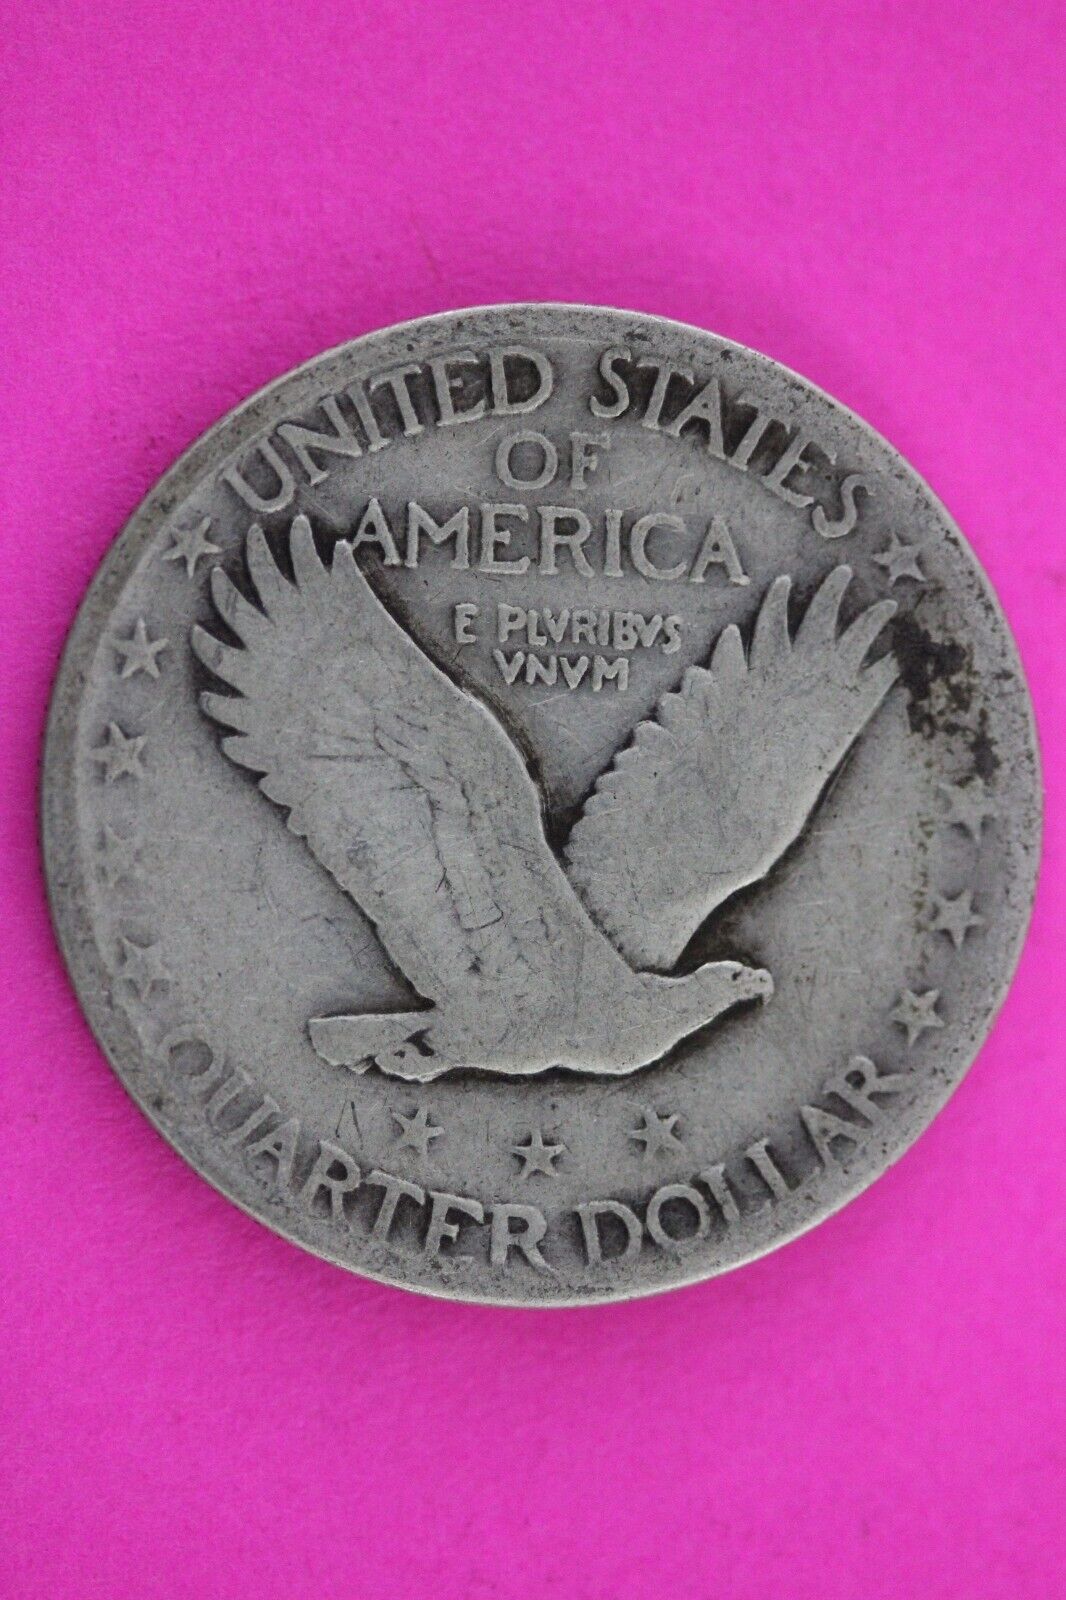 UNITED STATES
OF
AMERICA
E PLVRIBVS
VNVM
QUARTER DOLLAR